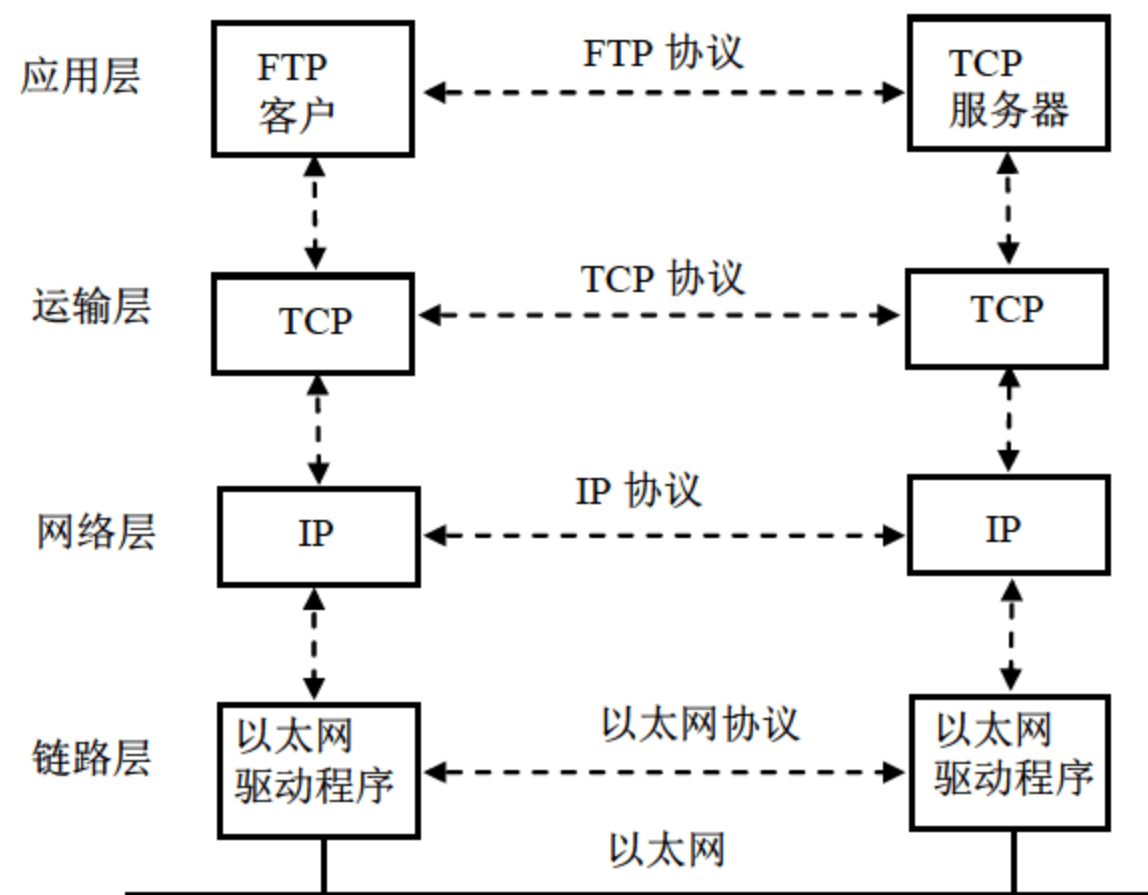 应用层
FTP
客户
FTP 协议
TCP
服务器
运输层
TCP
TCP 协议
TCP
网络层
IP
IP 协议
IP
链路层
以太网
驱动程序
以太网协议
以太网
驱动程序
以太网